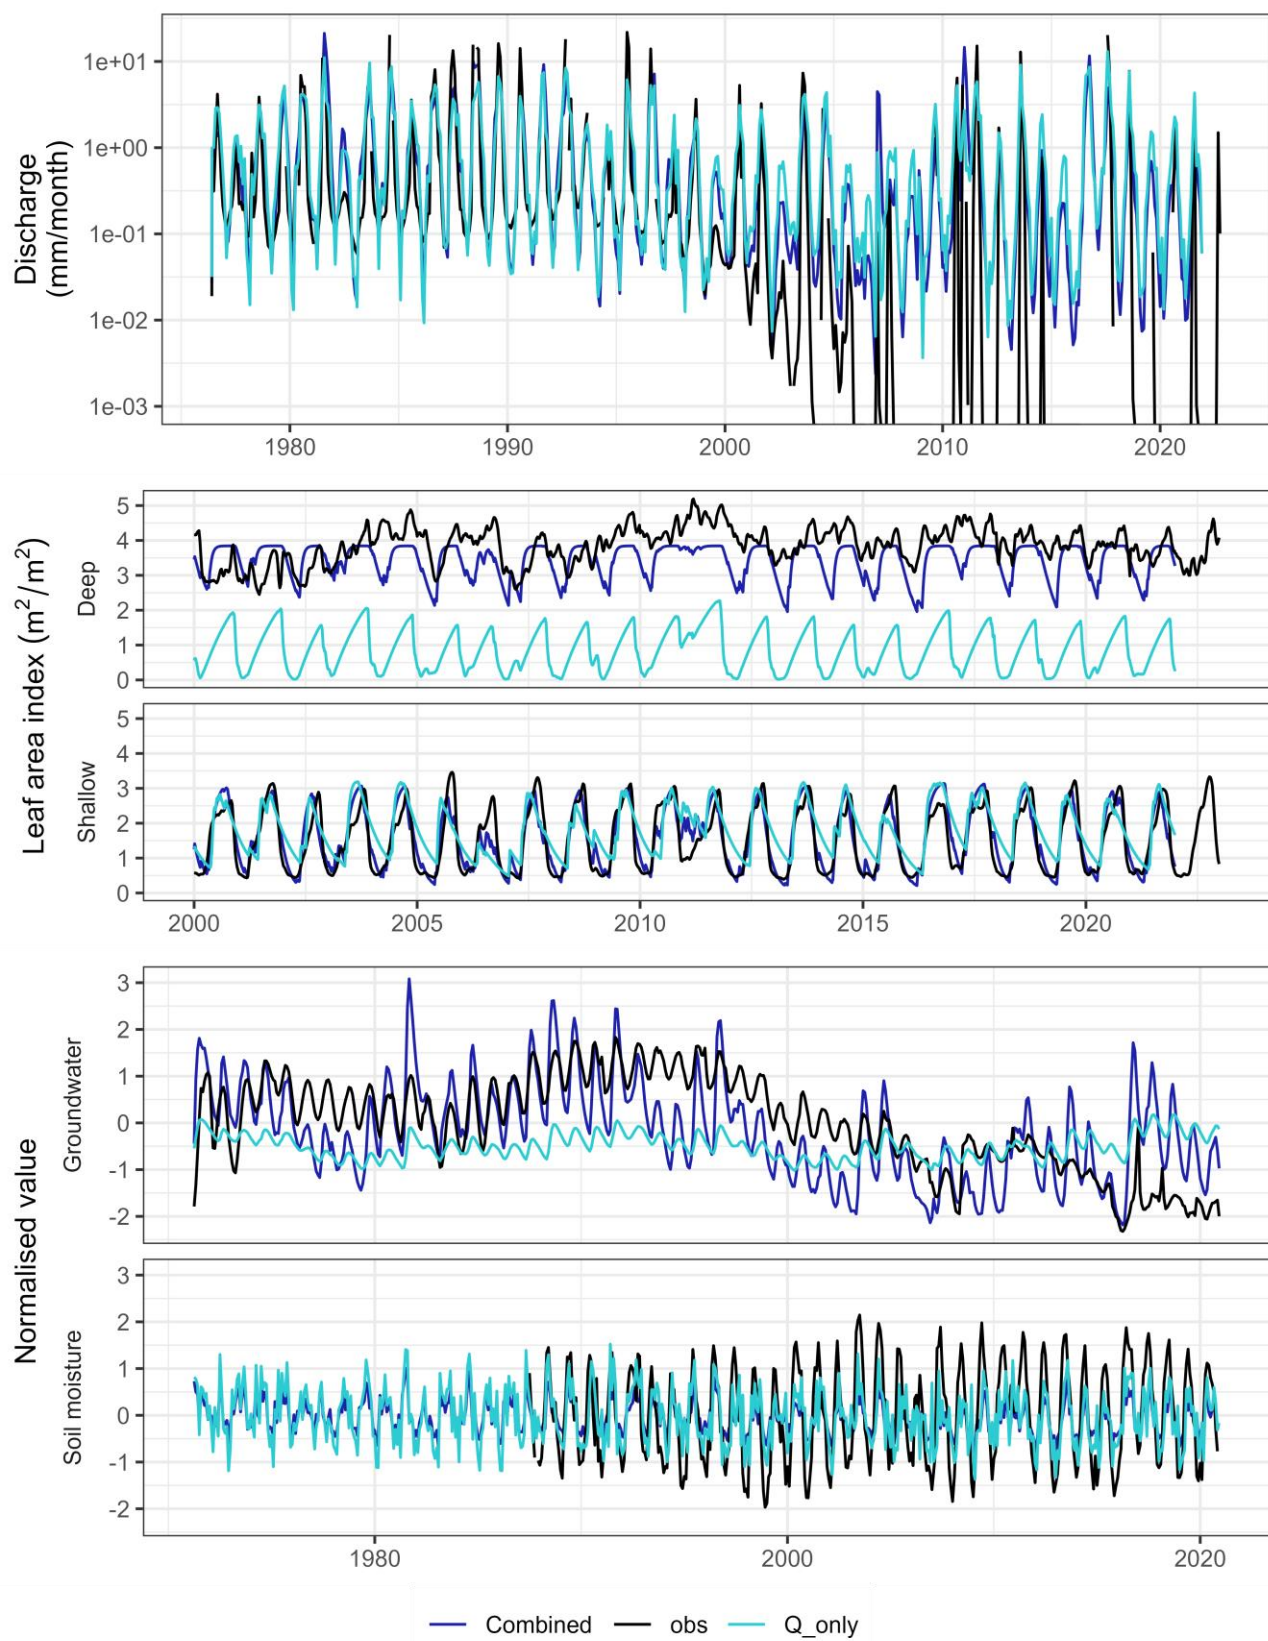 Discharge
(mm/month)
1e+01
1e+00
1e-01
1e-02
1e-03
1980 1990 2000 2010 2020
Leaf area index (m²/m²)
Deep
5
4
3
2
1
0
Shallow
5
4
3
2
1
0
2000 2005 2010 2015 2020
Normalised value
Groundwater
3
2
1
0
-1
-2
Soil moisture
3
2
1
0
-1
-2
1980 2000 2020
Combined obs Q_only